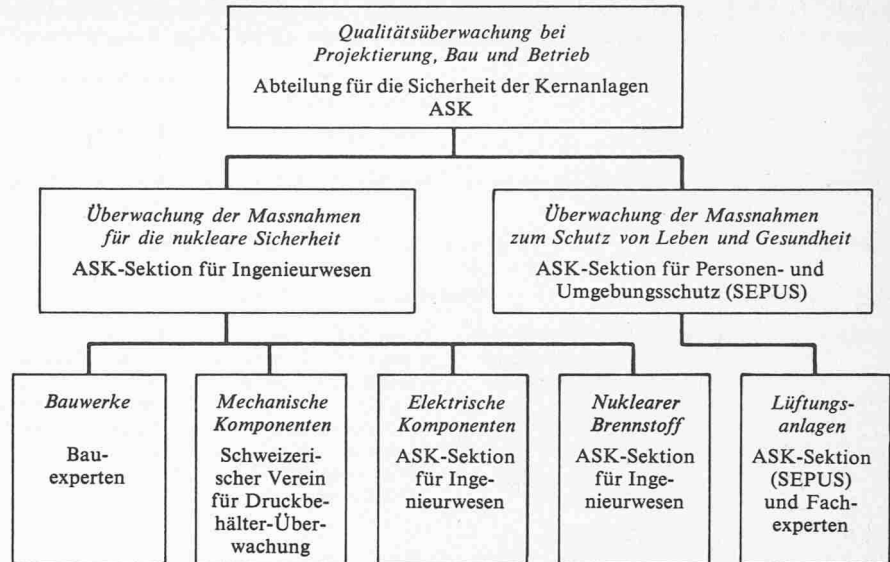 Qualitätsüberwachung bei
Projektierung, Bau und Betrieb
Abteilung für die Sicherheit der Kernanlagen
ASK
Überwachung der Massnahmen
für die nukleare Sicherheit
ASK-Sektion für Ingenieurwesen
Überwachung der Massnahmen
zum Schutz von Leben und Gesundheit
ASK-Sektion für Personen- und
Umgebungsschutz (SEPUS)
Bauwerke
Bau-
experten
Mechanische
Komponenten
Schweizeri-
scher Verein
für Druckbe-
hälter-Über-
wachung
Elektrische
Komponenten
ASK-Sektion
für Inge-
nieurwesen
Nuklearer
Brennstoff
ASK-Sektion
für Inge-
nieurwesen
Lüftungs-
anlagen
ASK-Sektion
(SEPUS)
und Fach-
experten